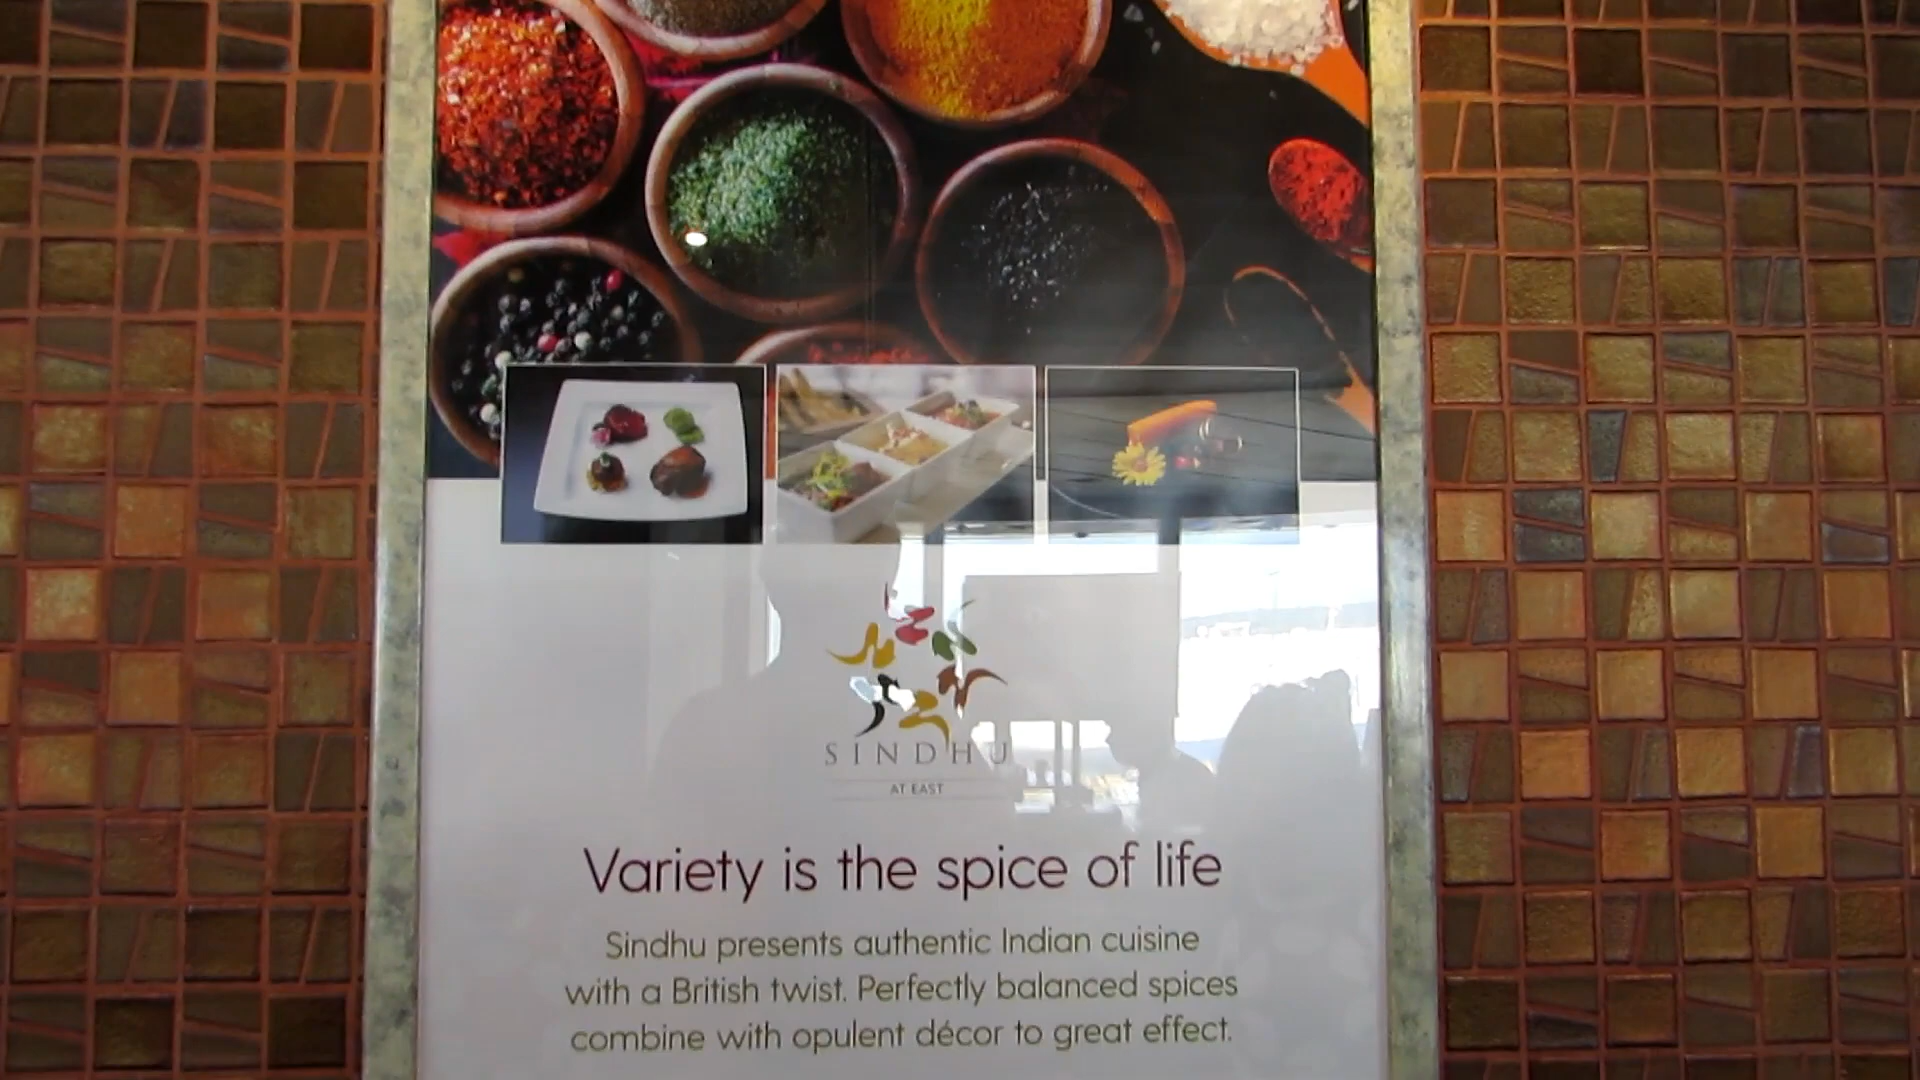 SINDHU
AT EAST
Variety is the spice of life
Sindhu presents authentic Indian cuisine
with a British twist. Perfectly balanced spices
combine with opulent décor to great effect.